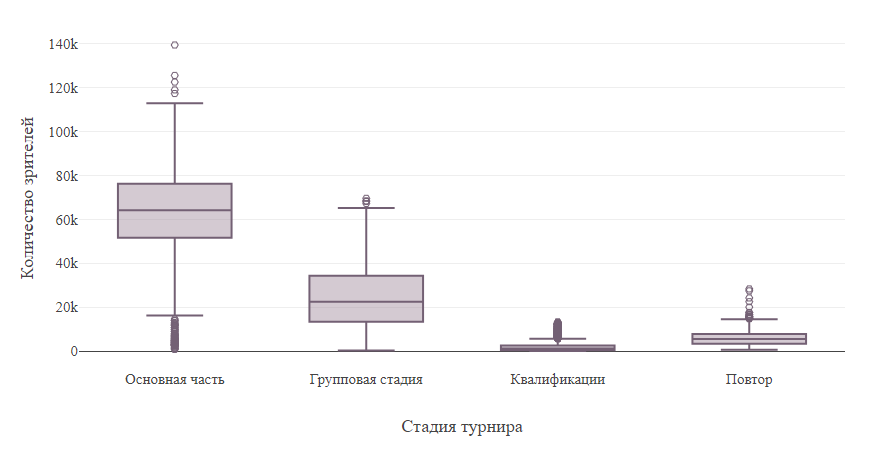 140k
120k
100k
80k
60k
40k
20k
0
Количество зрителей
Основная часть
Групповая стадия
Квалификации
Повтор
Стадия турнира